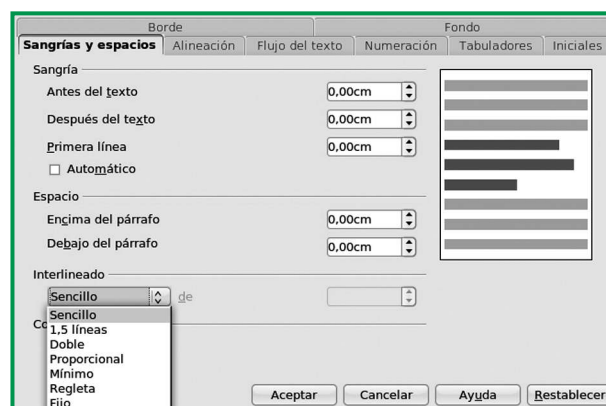 Borde Fondo
Sangrías y espacios Alineación Flujo del texto Numeración Tabuladores Iniciales
Sangría
Antes del texto 0,00cm
Después del texto 0,00cm
Primera línea 0,00cm
Automático
Espacio
Encima del párrafo 0,00cm
Debajo del párrafo 0,00cm
Interlineado
Sencillo de
Sencillo
1,5 líneas
Doble
Proporcional
Mínimo
Regleta
Fijo
Aceptar Cancelar Ayuda Restablecer